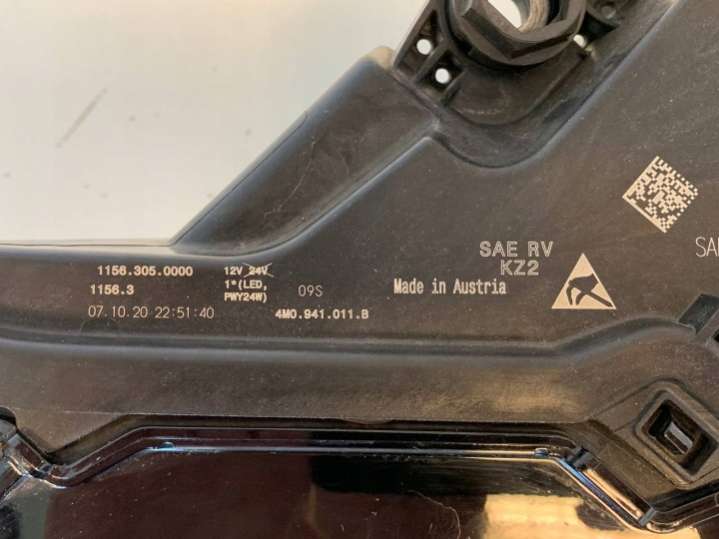 1156.305.0000 12V 24V
1156.3 1*(LED,
PWY24W)
09S
07.10.20 22:51:40
4M0.941.011.B
Made in Austria
SAE RV
KZ2
SA